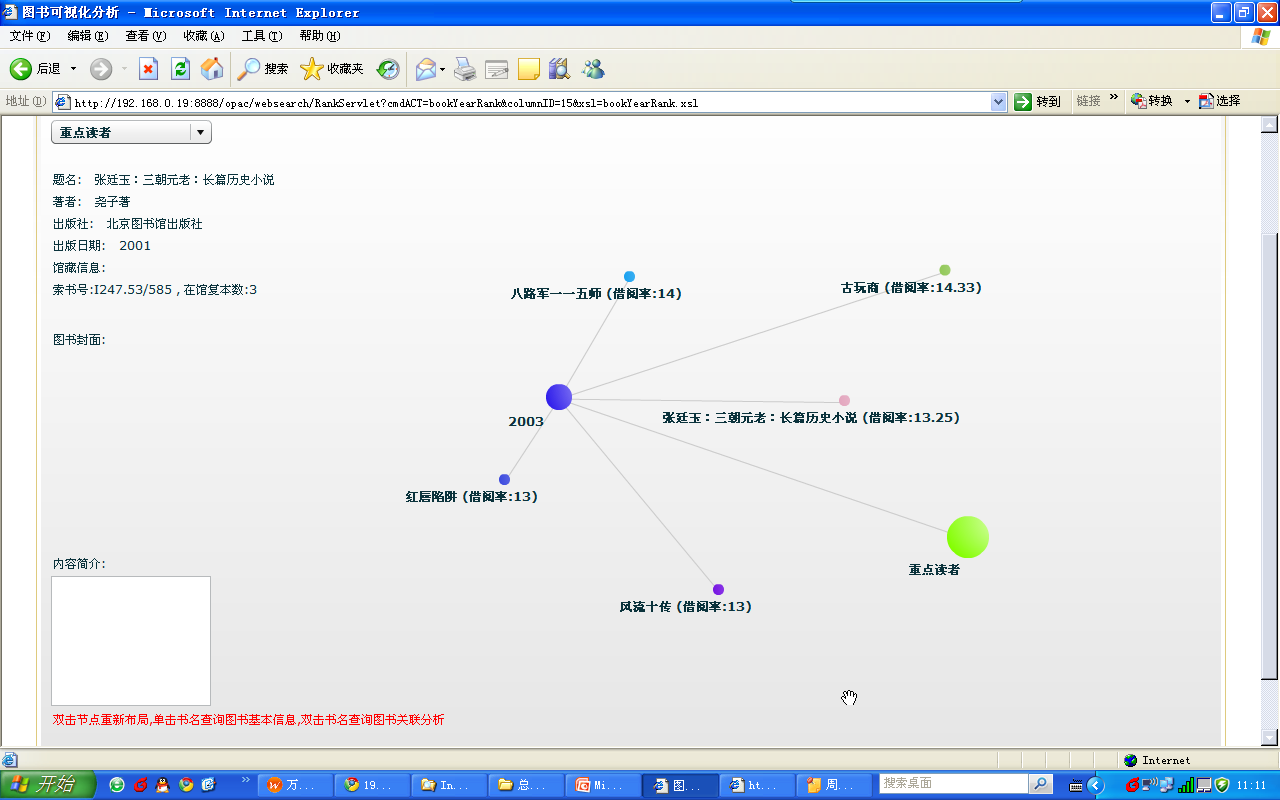 图书可视化分析 - Microsoft Internet Explorer
文件(F) 编辑(E) 查看(V) 收藏(A) 工具(T) 帮助(H)
后退 搜索 收藏夹
地址(D) http://192.168.0.19:8888/opac/websearch/RankServlet?cmdACT=bookYearRank&columnID=15&xsl=bookYearRank.xsl 转到 链接 » 转换 选择
重点读者
题名: 张廷玉：三朝元老：长篇历史小说
著者: 尧子著
出版社: 北京图书馆出版社
出版日期: 2001
馆藏信息:
索书号:I247.53/585 , 在馆复本数:3
图书封面:
八路军一一五师 (借阅率:14)
古玩商 (借阅率:14.33)
张廷玉：三朝元老：长篇历史小说 (借阅率:13.25)
2003
红唇陷阱 (借阅率:13)
重点读者
风流十传 (借阅率:13)
内容简介:
双击节点重新布局,单击书名查询图书基本信息,双击书名查询图书关联分析
Internet
开始 » 万... 19... In... 总... Mi... 图... ht... 周... 搜索桌面 11:11